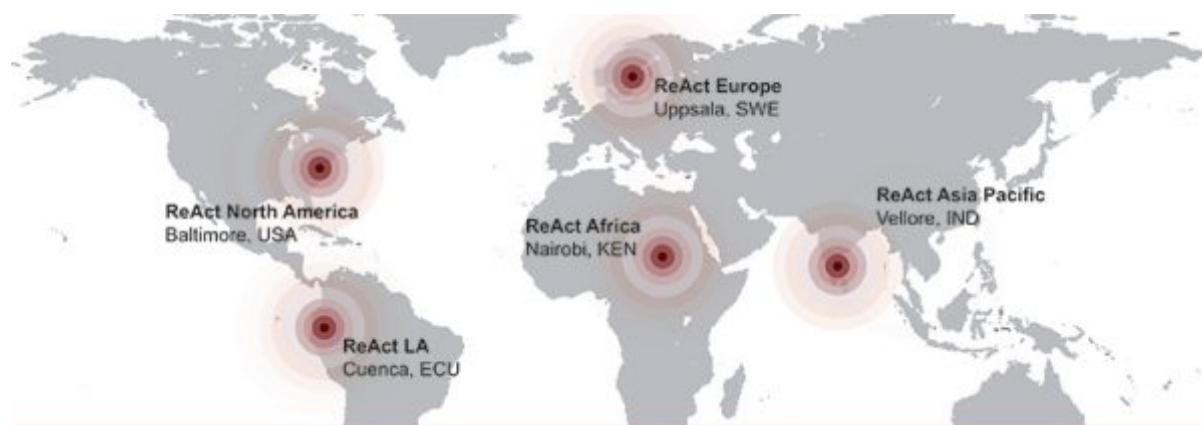 ReAct Europe
Uppsala, SWE
ReAct North America
Baltimore, USA
ReAct Africa
Nairobi, KEN
ReAct Asia Pacific
Vellore, IND
ReAct LA
Cuenca, ECU